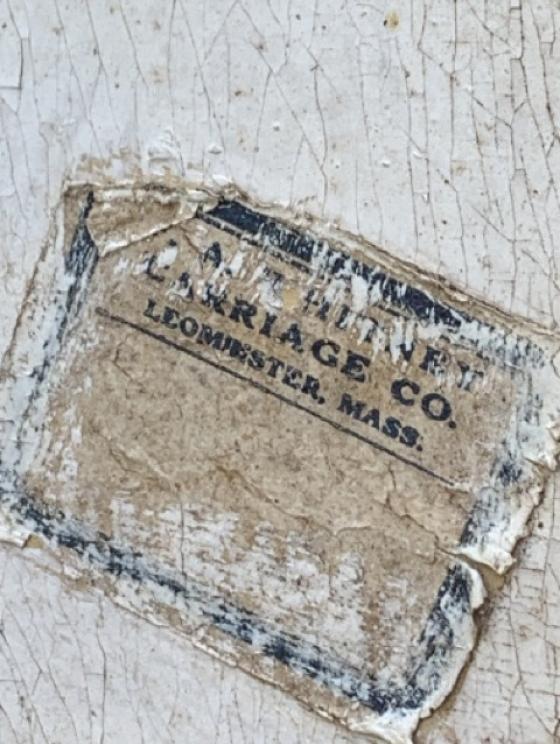 A. WHITNEY
CARRIAGE CO.
LEOMINSTER, MASS.